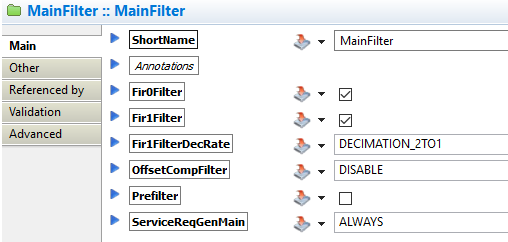 MainFilter :: MainFilter
Main
Other
Referenced by
Validation
Advanced
ShortName MainFilter
Annotations
Fir0Filter
Fir1Filter
Fir1FilterDecRate DECIMATION_2TO1
OffsetCompFilter DISABLE
Prefilter
ServiceReqGenMain ALWAYS